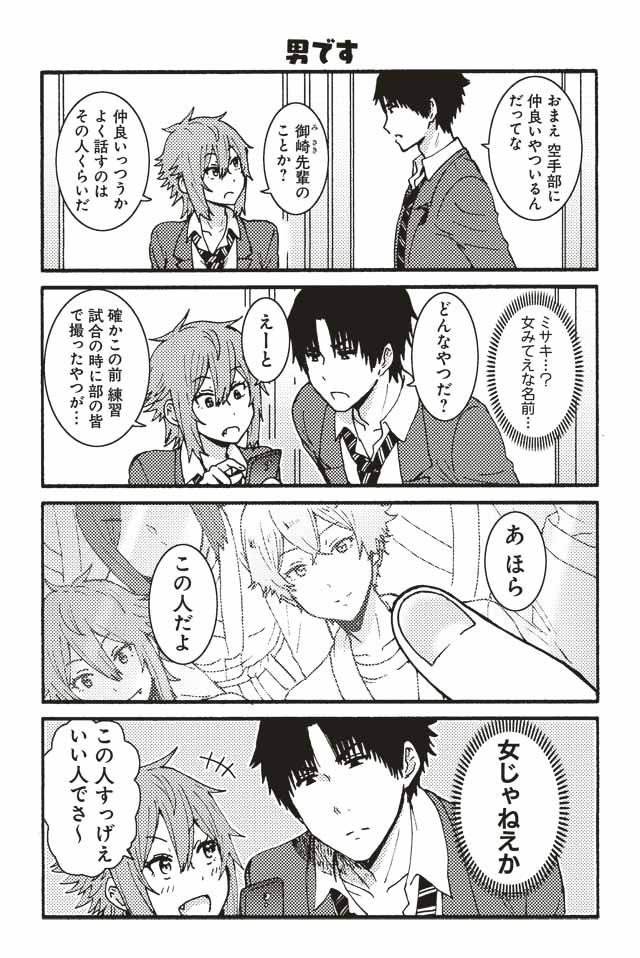 男です
おまえ 空手部に
仲良いやついるん
だってな
みさき
御崎先輩の
ことか?
仲良いっつうか
よく話すのは
その人くらいだ
ミサキ…?
女みてえな名前…
どんなやつだ?
えーと
確かこの前 練習
試合の時に部の皆
で撮ったやつが…
あ ほら
この人だよ
女じゃねえか
この人すっげえ
いい人でさ〜